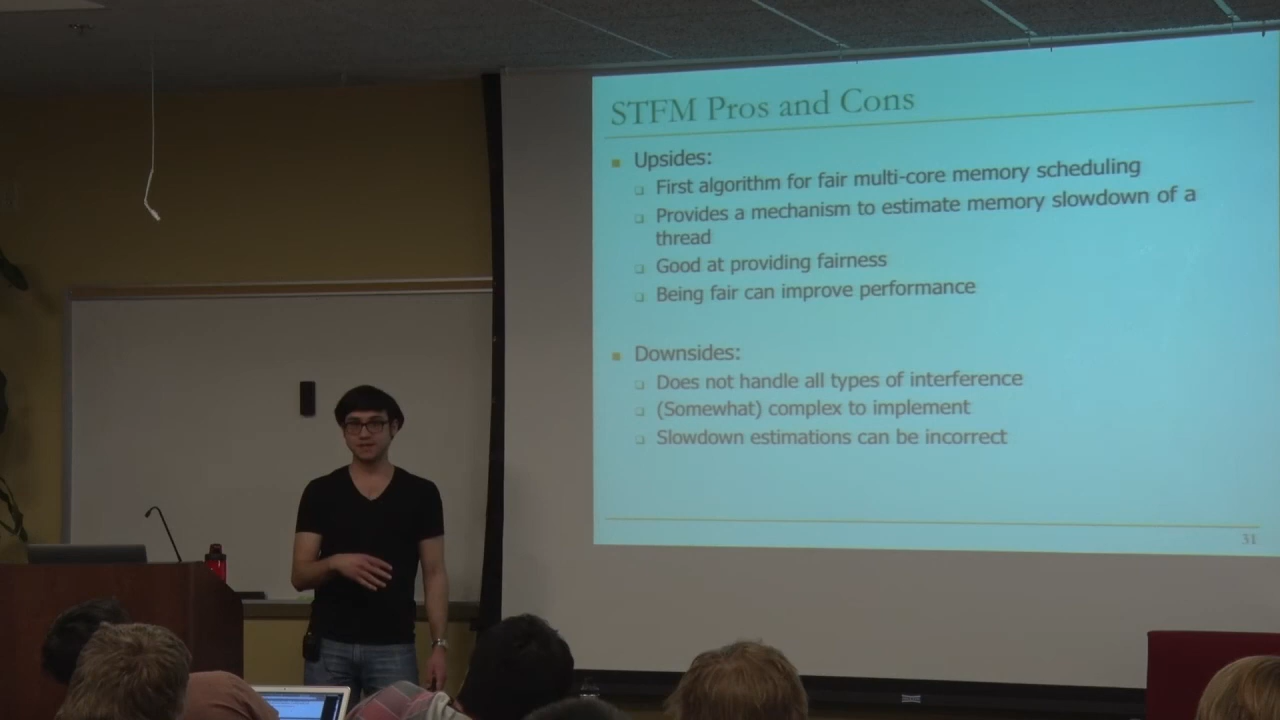 STFM Pros and Cons
Upsides:
First algorithm for fair multi-core memory scheduling
Provides a mechanism to estimate memory slowdown of a
thread
Good at providing fairness
Being fair can improve performance
Downsides:
Does not handle all types of interference
(Somewhat) complex to implement
Slowdown estimations can be incorrect
31